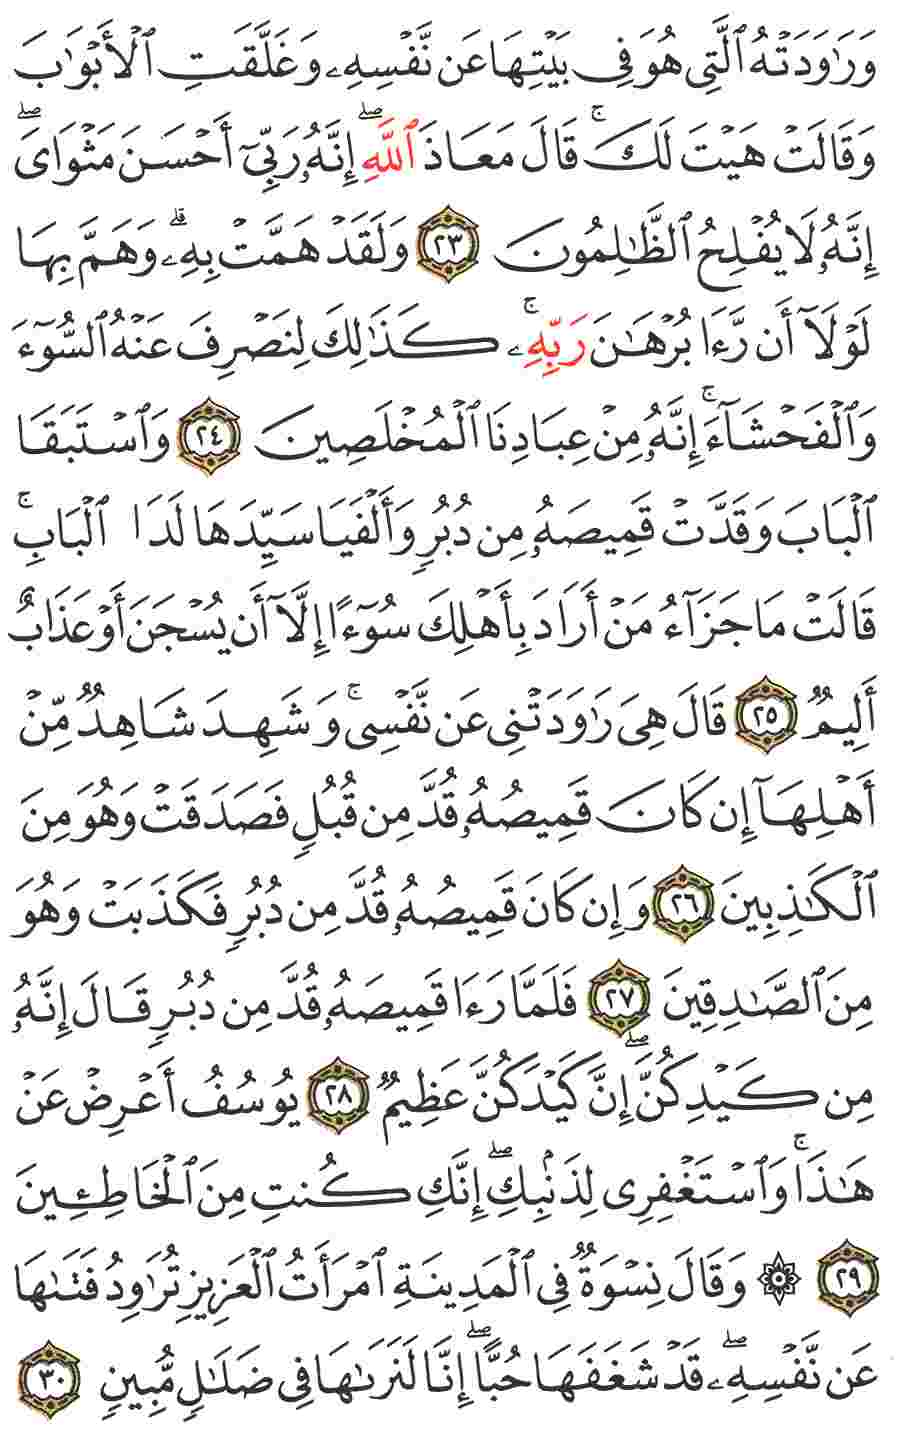 وَرَٰوَدَتْهُ ٱلَّتِى هُوَ فِى بَيْتِهَا عَن نَّفْسِهِۦ وَغَلَّقَتِ ٱلْأَبْوَٰبَ
وَقَالَتْ هَيْتَ لَكَ ۚ قَالَ مَعَاذَ ٱللَّهِ ۖ إِنَّهُۥ رَبِّىٓ أَحْسَنَ مَثْوَاىَ ۖ
إِنَّهُۥ لَا يُفْلِحُ ٱلظَّٰلِمُونَ ٢٣ وَلَقَدْ هَمَّتْ بِهِۦ ۖ وَهَمَّ بِهَا
لَوْلَآ أَن رَّءَا بُرْهَٰنَ رَبِّهِۦ ۚ كَذَٰلِكَ لِنَصْرِفَ عَنْهُ ٱلسُّوٓءَ
وَٱلْفَحْشَآءَ ۚ إِنَّهُۥ مِنْ عِبَادِنَا ٱلْمُخْلَصِينَ ٢٤ وَٱسْتَبَقَا
ٱلْبَابَ وَقَدَّتْ قَمِيصَهُۥ مِن دُبُرٍ وَأَلْفَيَا سَيِّدَهَا لَدَا ٱلْبَابِ ۚ
قَالَتْ مَا جَزَآءُ مَنْ أَرَادَ بِأَهْلِكَ سُوٓءًا إِلَّآ أَن يُسْجَنَ أَوْ عَذَابٌ
أَلِيمٌ ٢٥ قَالَ هِىَ رَٰوَدَتْنِى عَن نَّفْسِى ۚ وَشَهِدَ شَاهِدٌ مِّنْ
أَهْلِهَآ إِن كَانَ قَمِيصُهُۥ قُدَّ مِن قُبُلٍ فَصَدَقَتْ وَهُوَ مِنَ
ٱلْكَٰذِبِينَ ٢٦ وَإِن كَانَ قَمِيصُهُۥ قُدَّ مِن دُبُرٍ فَكَذَبَتْ وَهُوَ
مِنَ ٱلصَّٰدِقِينَ ٢٧ فَلَمَّا رَءَا قَمِيصَهُۥ قُدَّ مِن دُبُرٍ قَالَ إِنَّهُۥ
مِن كَيْدِكُنَّ ۖ إِنَّ كَيْدَكُنَّ عَظِيمٌ ٢٨ يُوسُفُ أَعْرِضْ عَنْ
هَٰذَا ۚ وَٱسْتَغْفِرِى لِذَنۢبِكِ ۖ إِنَّكِ كُنتِ مِنَ ٱلْخَاطِـِٔينَ
٢٩ ۞ وَقَالَ نِسْوَةٌ فِى ٱلْمَدِينَةِ ٱمْرَأَتُ ٱلْعَزِيزِ تُرَٰوِدُ فَتَىٰهَا
عَن نَّفْسِهِۦ ۖ قَدْ شَغَفَهَا حُبًّا ۖ إِنَّا لَنَرَىٰهَا فِى ضَلَٰلٍ مُّبِينٍ ٣٠